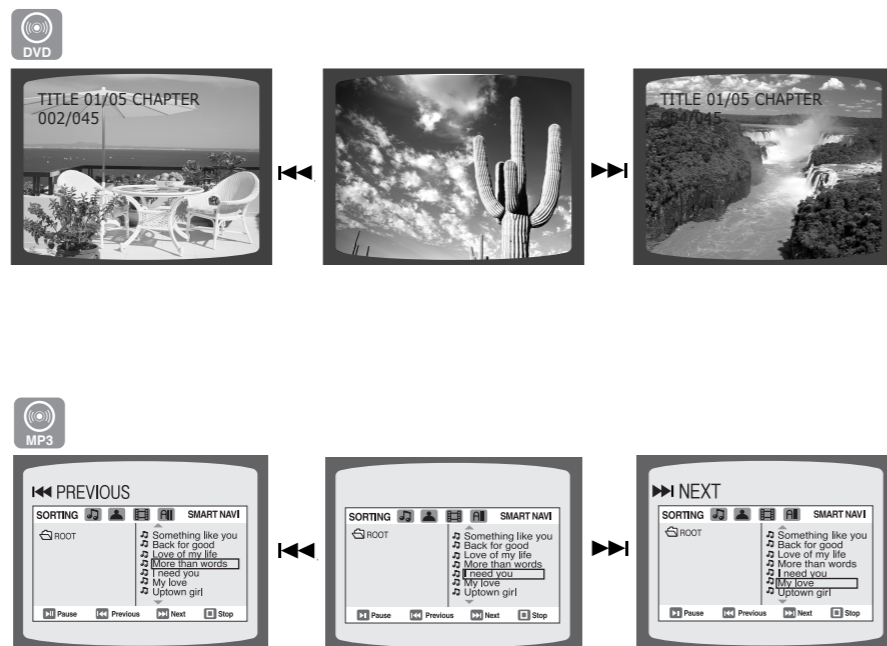 DVD
TITLE 01/05 CHAPTER
002/045
TITLE 01/05 CHAPTER
004/045
MP3
PREVIOUS
SORTING All SMART NAVI
ROOT
Something like you
Back for good
Love of my life
More than words
I need you
My love
Uptown girl
Pause Previous Next Stop
SORTING All SMART NAVI
ROOT
Something like you
Back for good
Love of my life
More than words
I need you
My love
Uptown girl
Pause Previous Next Stop
NEXT
SORTING All SMART NAVI
ROOT
Something like you
Back for good
Love of my life
More than words
I need you
My love
Uptown girl
Pause Previous Next Stop